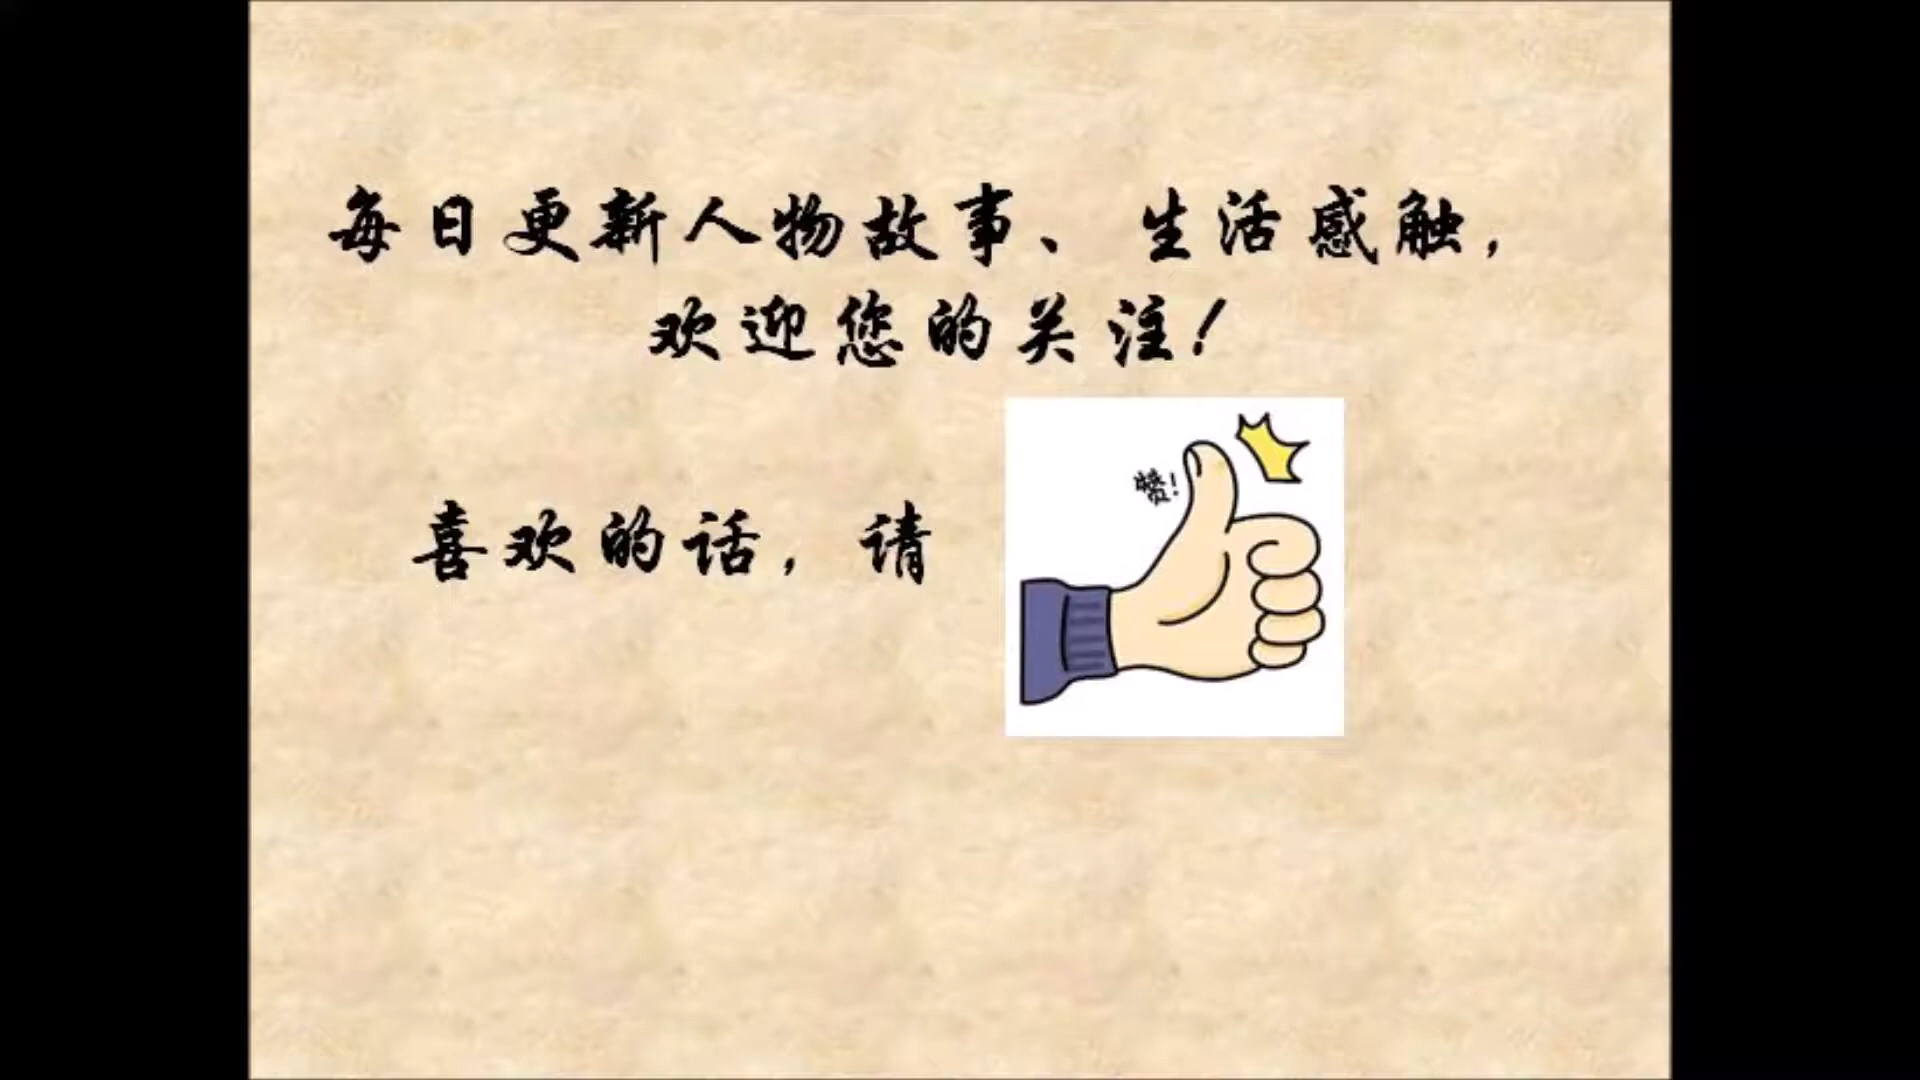 每日更新人物故事、生活感触，
欢迎您的关注！
赞！
喜欢的话，请